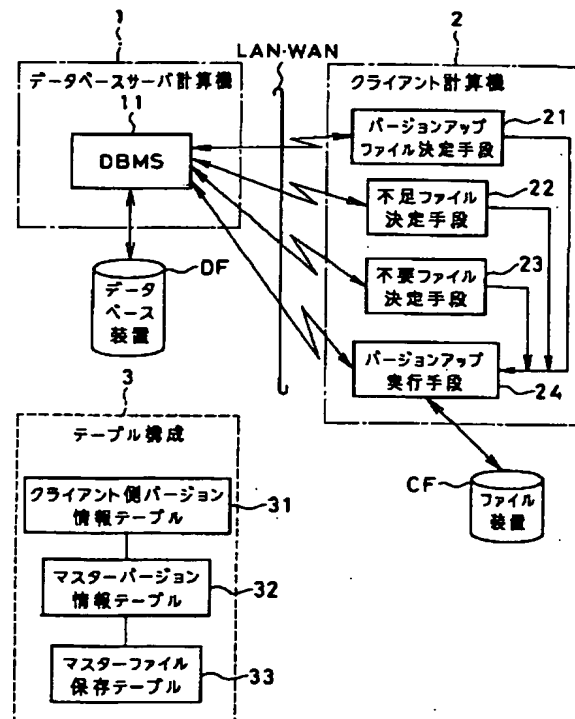 1
データベースサーバ計算機
11
DBMS
DF
データ
ベース
装置
LAN・WAN
2
クライアント計算機
バージョンアップ
ファイル決定手段
21
不足ファイル
決定手段
22
不要ファイル
決定手段
23
バージョンアップ
実行手段
24
CF
ファイル
装置
3
テーブル構成
クライアント側バージョン
情報テーブル
31
マスターバージョン
情報テーブル
32
マスターファイル
保存テーブル
33